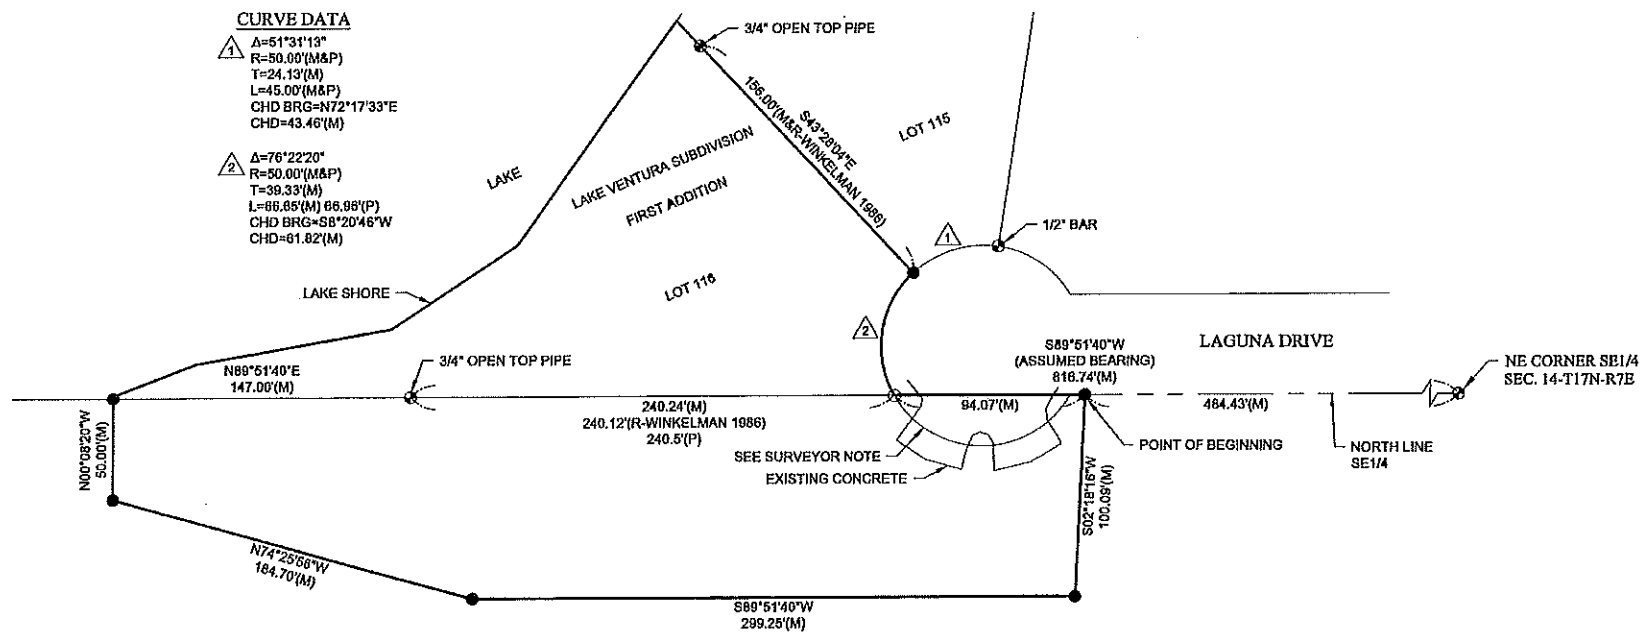 CURVE DATA
1
Δ=51°31'13"
R=50.00'(M&P)
T=24.13'(M)
L=45.00'(M&P)
CHD BRG=N72°17'33"E
CHD=43.46'(M)
2
Δ=76°22'20"
R=50.00'(M&P)
T=39.33'(M)
L=66.65'(M) 66.96'(P)
CHD BRG=S8°20'46"W
CHD=61.82'(M)
3/4" OPEN TOP PIPE
S43°28'04"E
156.00'(M&R-WINKELMAN 1986)
LOT 115
LAKE
LAKE VENTURA SUBDIVISION
FIRST ADDITION
1
1/2" BAR
LAKE SHORE
LOT 116
2
LAGUNA DRIVE
S89°51'40"W
(ASSUMED BEARING)
816.74'(M)
3/4" OPEN TOP PIPE
NE CORNER SE1/4
SEC. 14-T17N-R7E
N89°51'40"E
147.00'(M)
240.24'(M)
240.12'(R-WINKELMAN 1986)
240.5'(P)
94.07'(M)
484.43'(M)
N00°08'20"W
50.00'(M)
SEE SURVEYOR NOTE
EXISTING CONCRETE
POINT OF BEGINNING
NORTH LINE
SE1/4
S02°18'16"W
100.09'(M)
N74°25'56"W
184.70'(M)
S89°51'40"W
299.25'(M)